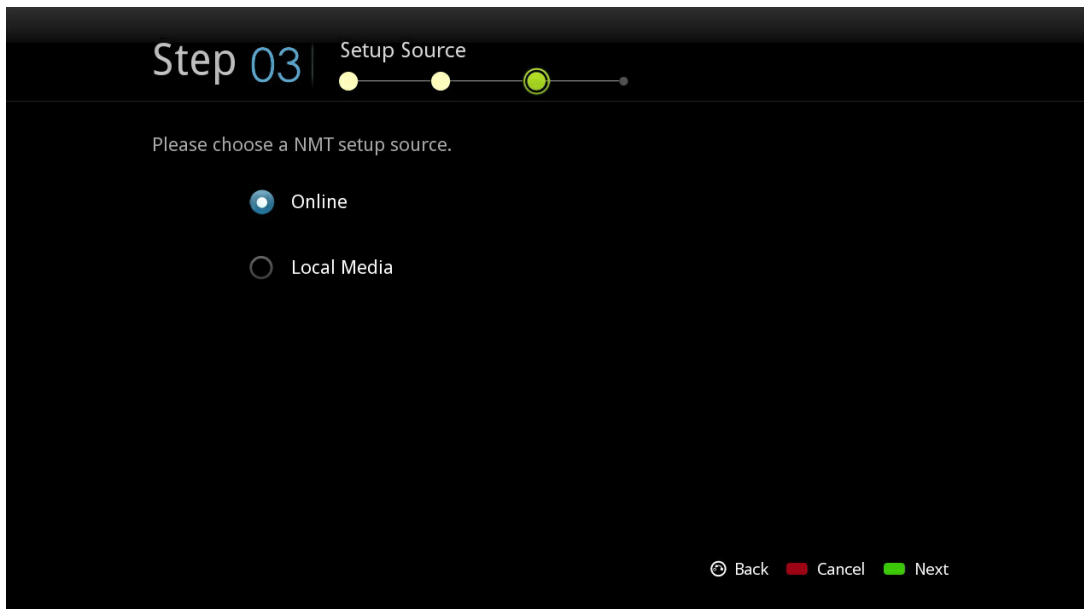 Step 03
Setup Source
Please choose a NMT setup source.
Online
Local Media
Back Cancel Next